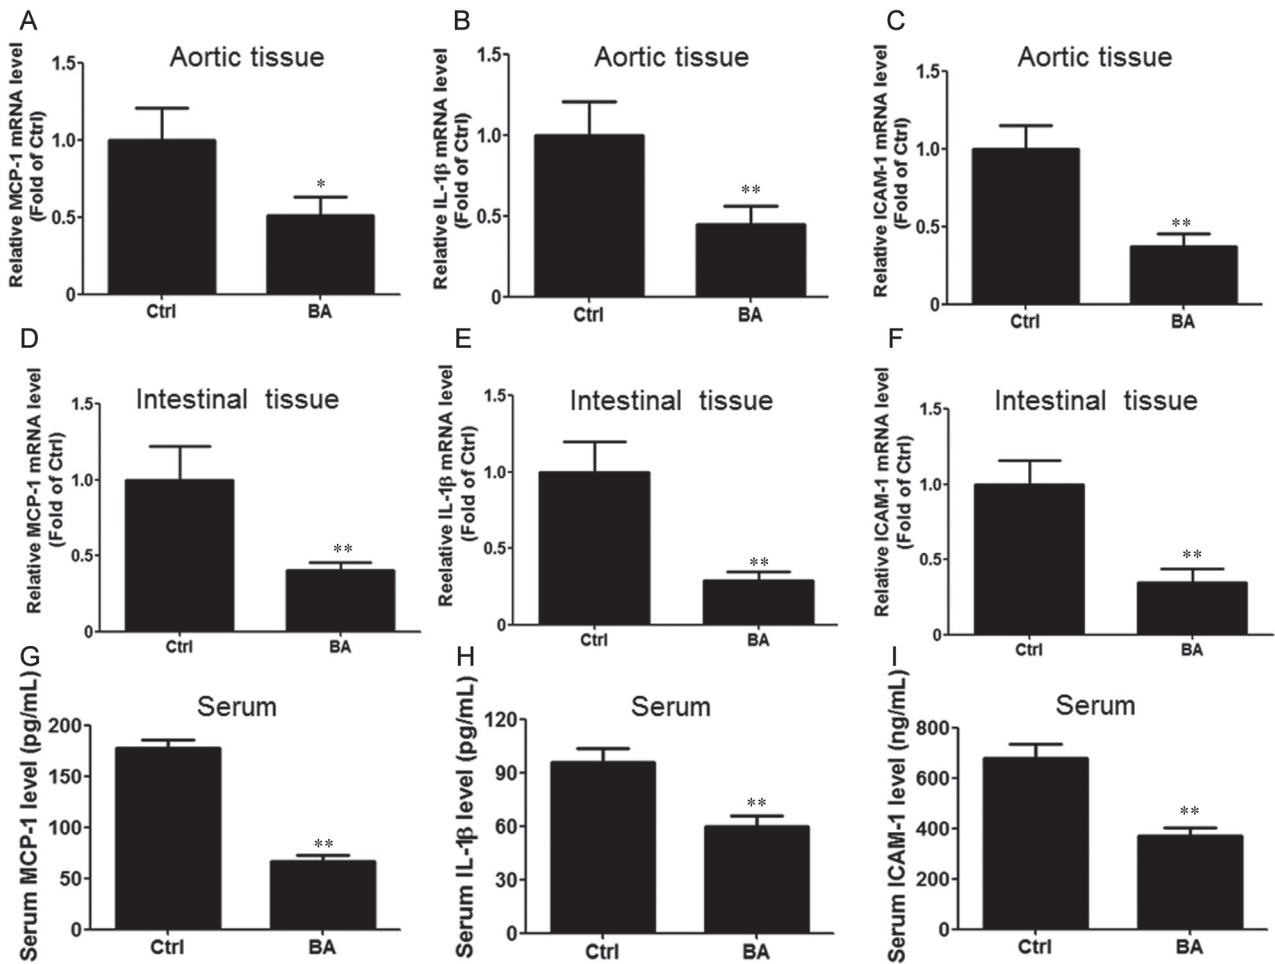 A
Aortic tissue
Relative MCP-1 mRNA level
(Fold of Ctrl)
1.5
1.0
0.5
0
*
Ctrl
BA
B
Aortic tissue
Relative IL-1β mRNA level
(Fold of Ctrl)
1.5
1.0
0.5
0
**
Ctrl
BA
C
Aortic tissue
Relative ICAM-1 mRNA level
(Fold of Ctrl)
1.5
1.0
0.5
0
**
Ctrl
BA
D
Intestinal tissue
Relative MCP-1 mRNA level
(Fold of Ctrl)
1.5
1.0
0.5
0
**
Ctrl
BA
E
Intestinal tissue
Reelative IL-1β mRNA level
(Fold of Ctrl)
1.5
1.0
0.5
0
**
Ctrl
BA
F
Intestinal tissue
Relative ICAM-1 mRNA level
(Fold of Ctrl)
1.5
1.0
0.5
0
**
Ctrl
BA
G
Serum
Serum MCP-1 level (pg/mL)
200
150
100
50
0
**
Ctrl
BA
H
Serum
Serum IL-1β level (pg/mL)
120
90
60
30
0
**
Ctrl
BA
I
Serum
Serum ICAM-1 level (ng/mL)
800
600
400
200
0
**
Ctrl
BA